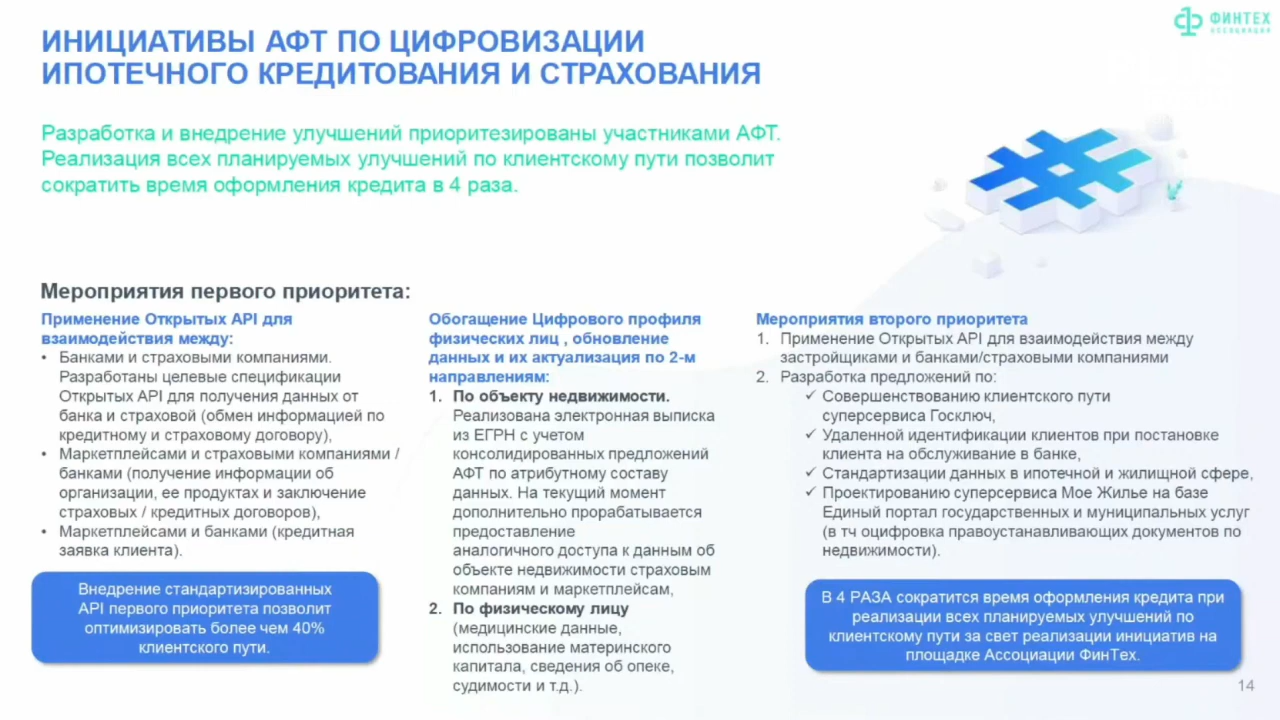 ФИНТЕХ
АССОЦИАЦИЯ
ИНИЦИАТИВЫ АФТ ПО ЦИФРОВИЗАЦИИ
ИПОТЕЧНОГО КРЕДИТОВАНИЯ И СТРАХОВАНИЯ
Разработка и внедрение улучшений приоритезированы участниками АФТ.
Реализация всех планируемых улучшений по клиентскому пути позволит
сократить время оформления кредита в 4 раза.
Мероприятия первого приоритета:
Применение Открытых API для
взаимодействия между:
• Банками и страховыми компаниями.
Разработаны целевые спецификации
Открытых API для получения данных от
банка и страховой (обмен информацией по
кредитному и страховому договору),
• Маркетплейсами и страховыми компаниями /
банками (получение информации об
организации, ее продуктах и заключение
страховых / кредитных договоров),
• Маркетплейсами и банками (кредитная
заявка клиента).
Внедрение стандартизированных
API первого приоритета позволит
оптимизировать более чем 40%
клиентского пути.
Обогащение Цифрового профиля
физических лиц , обновление
данных и их актуализация по 2-м
направлениям:
1. По объекту недвижимости.
Реализована электронная выписка
из ЕГРН с учетом
консолидированных предложений
АФТ по атрибутному составу
данных. На текущий момент
дополнительно прорабатывается
предоставление
аналогичного доступа к данным об
объекте недвижимости страховым
компаниям и маркетплейсам,
2. По физическому лицу
(медицинские данные,
использование материнского
капитала, сведения об опеке,
судимости и т.д.).
Мероприятия второго приоритета
1. Применение Открытых API для взаимодействия между
застройщиками и банками/страховыми компаниями
2. Разработка предложений по:
✓ Совершенствованию клиентского пути
суперсервиса Госключ,
✓ Удаленной идентификации клиентов при постановке
клиента на обслуживание в банке,
✓ Стандартизации данных в ипотечной и жилищной сфере,
✓ Проектированию суперсервиса Мое Жилье на базе
Единый портал государственных и муниципальных услуг
(в тч оцифровка правоустанавливающих документов по
недвижимости).
В 4 РАЗА сократится время оформления кредита при
реализации всех планируемых улучшений по
клиентскому пути за свет реализации инициатив на
площадке Ассоциации ФинТех.
14